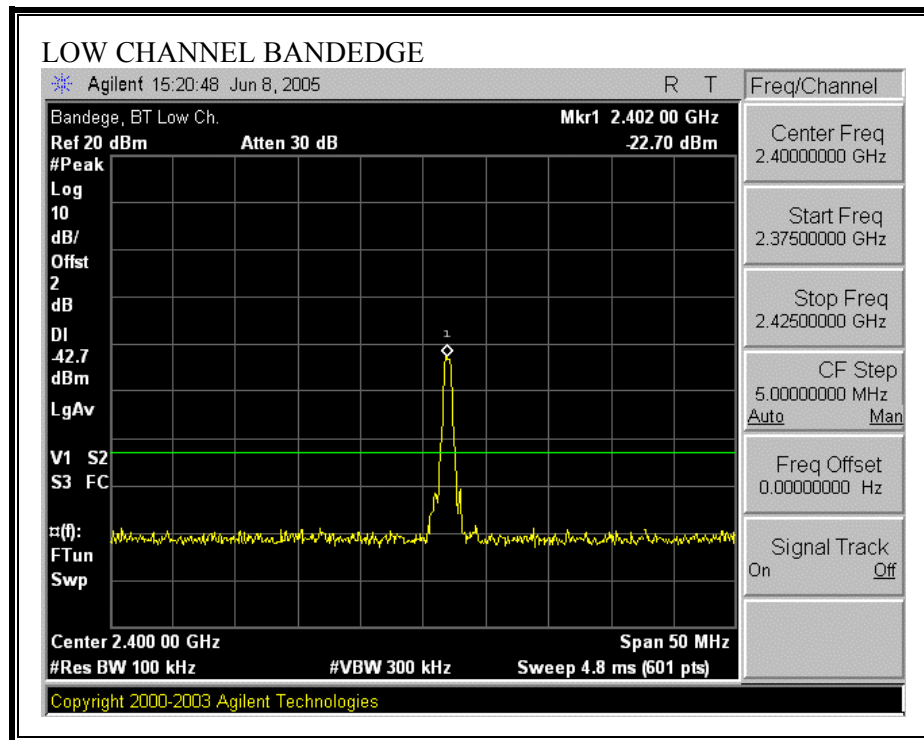 LOW CHANNEL BANDEDGE
Agilent 15:20:48 Jun 8, 2005 R T
Freq/Channel
Bandege, BT Low Ch.
Mkr1 2.402 00 GHz
Ref 20 dBm Atten 30 dB -22.70 dBm
#Peak
Log
10
dB/
Offst
2
dB
DI
-42.7
dBm
LgAv
V1 S2
S3 FC
¤(f):
FTun
Swp
1
Center 2.400 00 GHz Span 50 MHz
#Res BW 100 kHz #VBW 300 kHz Sweep 4.8 ms (601 pts)
Center Freq
2.40000000 GHz
Start Freq
2.37500000 GHz
Stop Freq
2.42500000 GHz
CF Step
5.00000000 MHz
Auto Man
Freq Offset
0.00000000 Hz
Signal Track
On Off
Copyright 2000-2003 Agilent Technologies